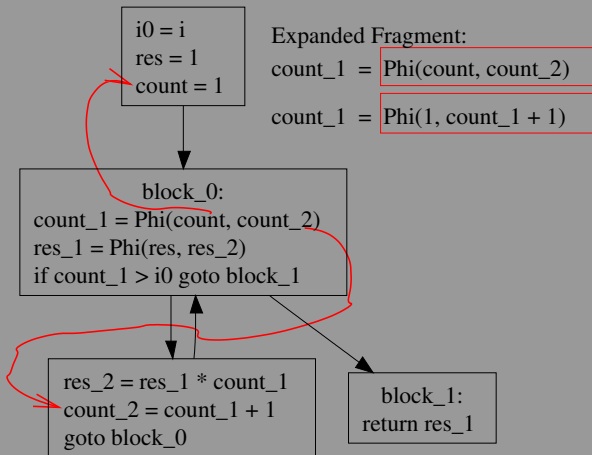 i0 = i
res = 1
count = 1
Expanded Fragment:
count_1 = Phi(count, count_2)
count_1 = Phi(1, count_1 + 1)
block_0:
count_1 = Phi(count, count_2)
res_1 = Phi(res, res_2)
if count_1 > i0 goto block_1
res_2 = res_1 * count_1
count_2 = count_1 + 1
goto block_0
block_1:
return res_1